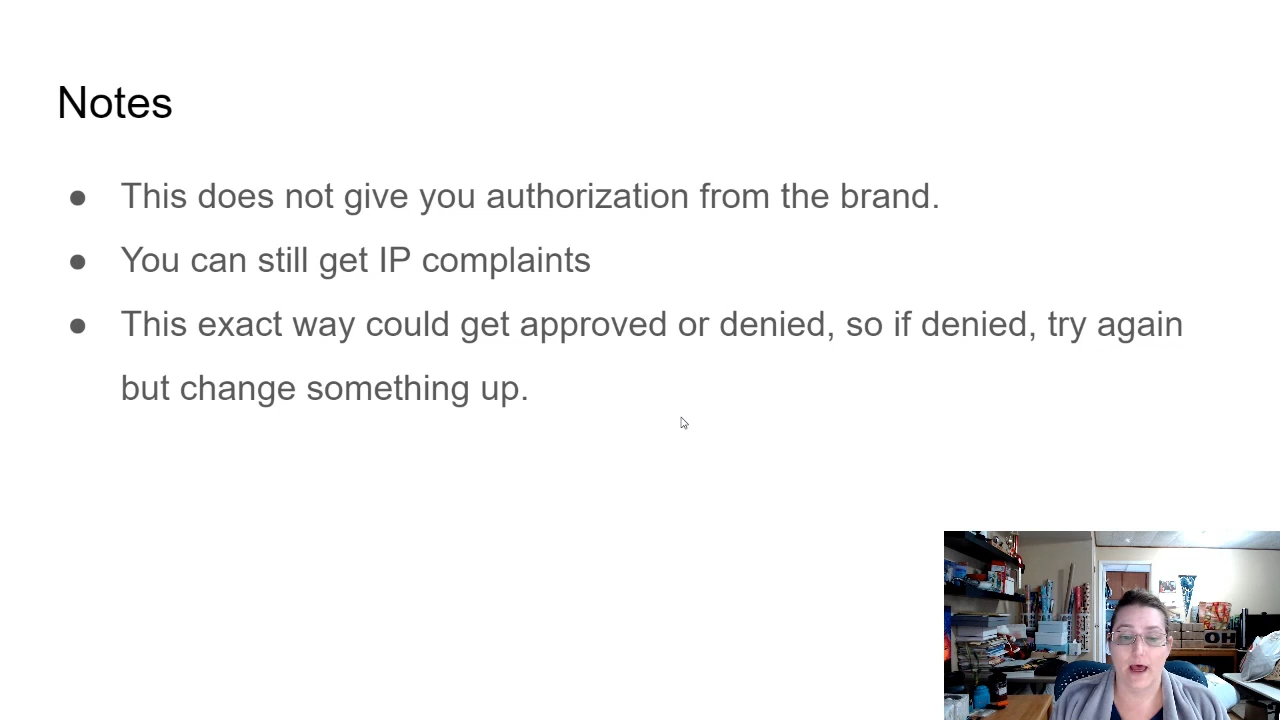 Notes
● This does not give you authorization from the brand.
● You can still get IP complaints
● This exact way could get approved or denied, so if denied, try again
but change something up.
OH